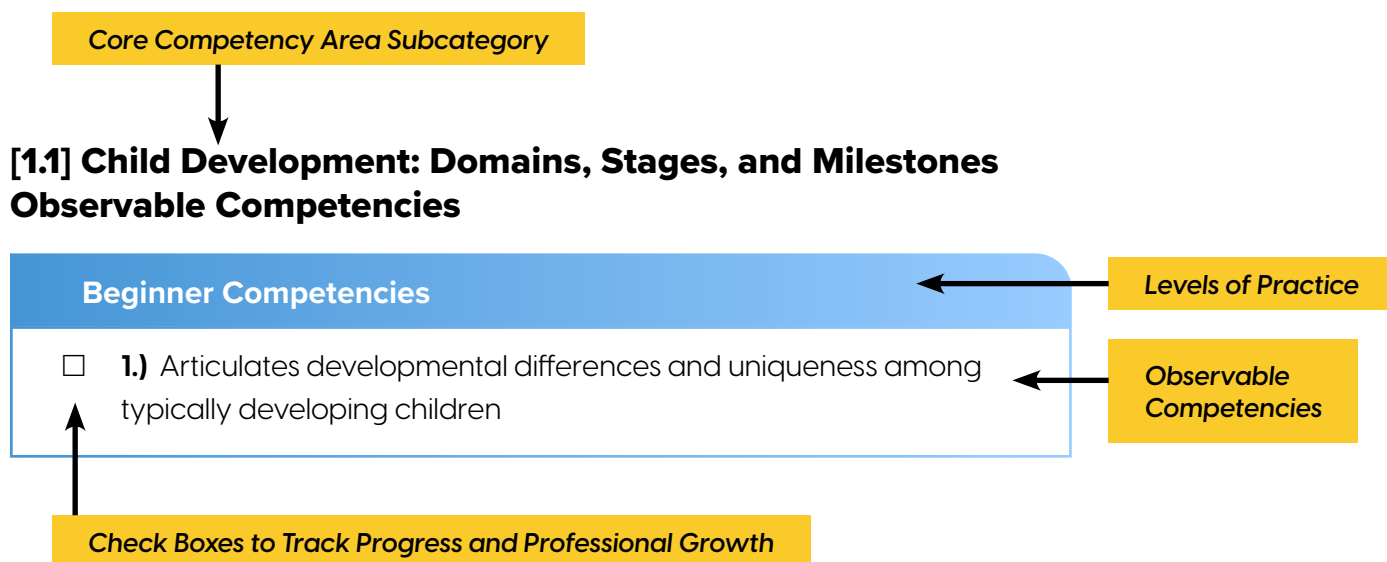 Core Competency Area Subcategory
[1.1] Child Development: Domains, Stages, and Milestones
Observable Competencies
Beginner Competencies
Levels of Practice
☐ 1.) Articulates developmental differences and uniqueness among
typically developing children
Observable
Competencies
Check Boxes to Track Progress and Professional Growth